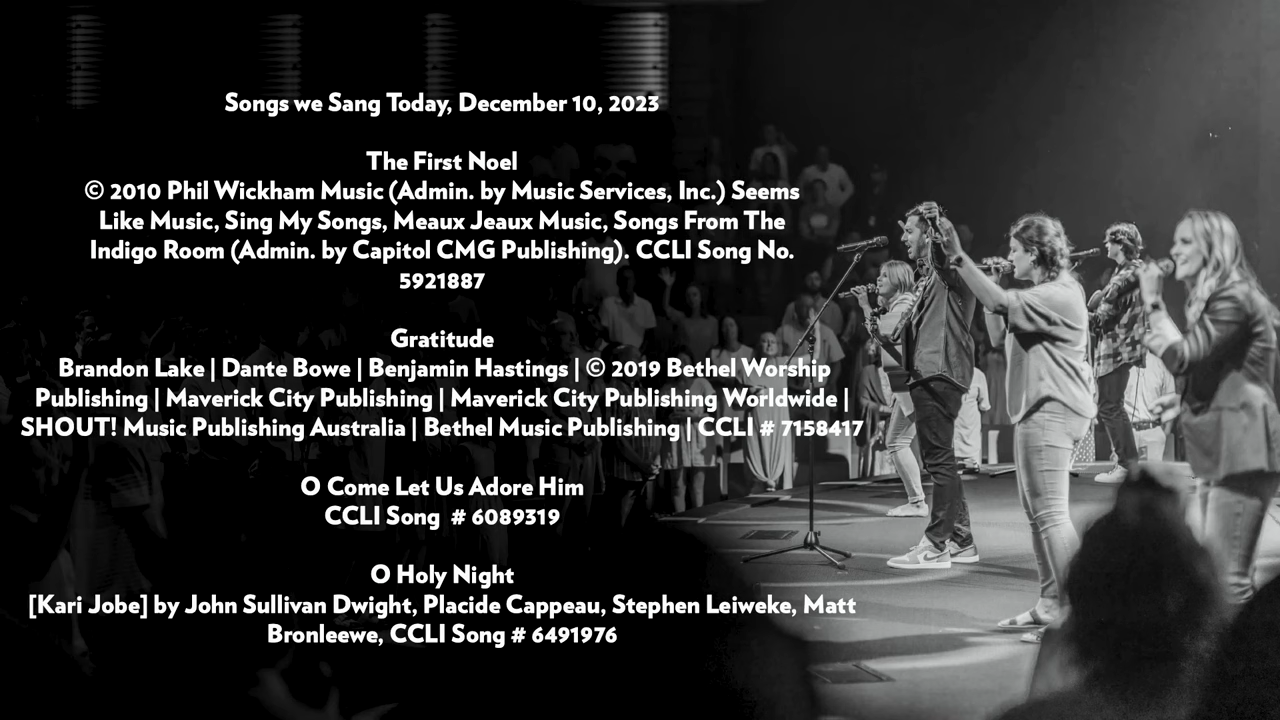 Songs we Sang Today, December 10, 2023
The First Noel
© 2010 Phil Wickham Music (Admin. by Music Services, Inc.) Seems
Like Music, Sing My Songs, Meaux Jeaux Music, Songs From The
Indigo Room (Admin. by Capitol CMG Publishing). CCLI Song No.
5921887
Gratitude
Brandon Lake | Dante Bowe | Benjamin Hastings | © 2019 Bethel Worship
Publishing | Maverick City Publishing | Maverick City Publishing Worldwide |
SHOUT! Music Publishing Australia | Bethel Music Publishing | CCLI # 7158417
O Come Let Us Adore Him
CCLI Song # 6089319
O Holy Night
[Kari Jobe] by John Sullivan Dwight, Placide Cappeau, Stephen Leiweke, Matt
Bronleewe, CCLI Song # 6491976